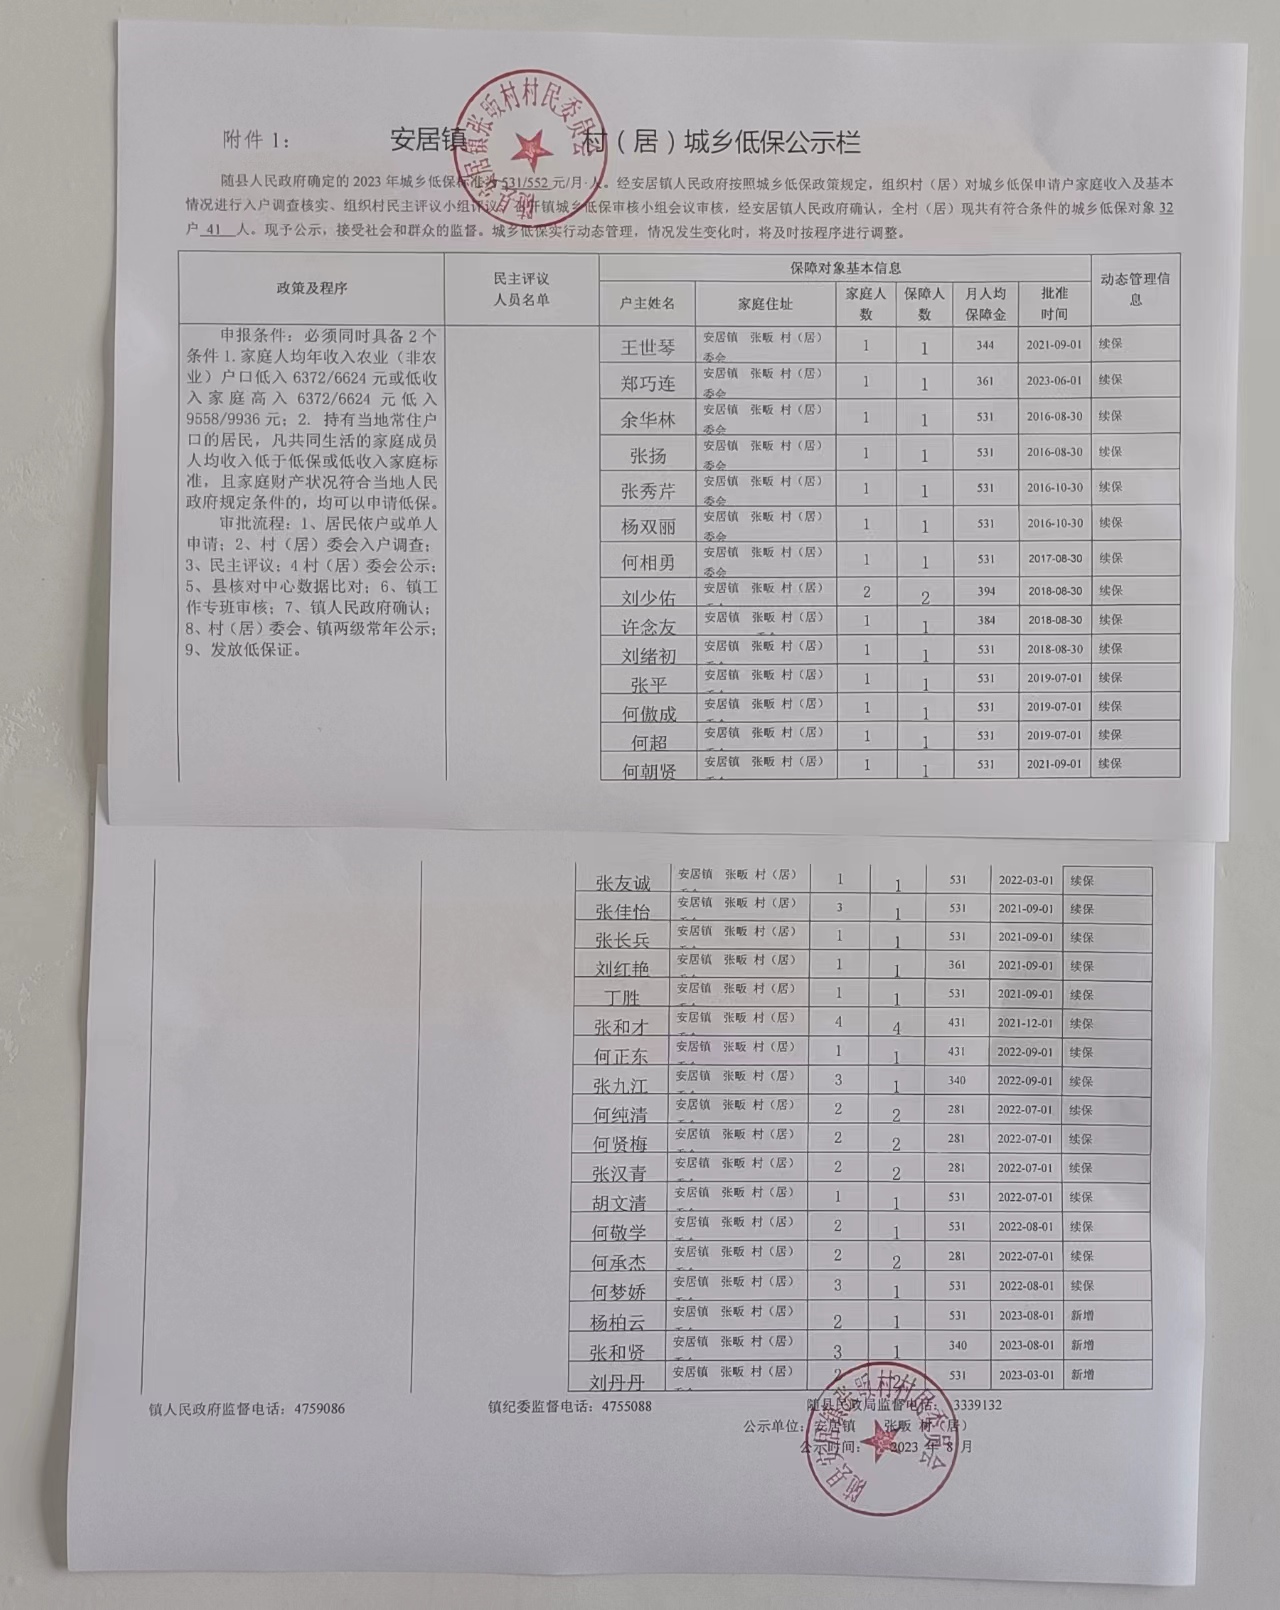 附件 1：
安居镇 村（居）城乡低保公示栏
随县张畈村村民委员会
随县人民政府确定的 2023 年城乡低保标准为 531/552 元/月·人。经安居镇人民政府按照城乡低保政策规定，组织村（居）对城乡低保申请户家庭收入及基本
情况进行入户调查核实、组织村民主评议小组评议、 开镇城乡低保审核小组会议审核，经安居镇人民政府确认，全村（居）现共有符合条件的城乡低保对象 32
户 41 人。现予公示，接受社会和群众的监督。城乡低保实行动态管理，情况发生变化时，将及时按程序进行调整。
政策及程序 民主评议人员名单 保障对象基本信息 动态管理信息
户主姓名 家庭住址 家庭人数 保障人数 月人均保障金 批准时间
申报条件：必须同时具备 2 个
条件 1.家庭人均年收入农业（非农
业）户口低入 6372/6624 元或低收
入家庭高入 6372/6624 元低入
9558/9936 元；2. 持有当地常住户
口的居民，凡共同生活的家庭成员
人均收入低于低保或低收入家庭标
准，且家庭财产状况符合当地人民
政府规定条件的，均可以申请低保。
审批流程：1、居民依户或单人
申请；2、村（居）委会入户调查；
3、民主评议；4 村（居）委会公示；
5、县核对中心数据比对；6、镇工
作专班审核；7、镇人民政府确认；
8、村（居）委会、镇两级常年公示；
9、发放低保证。
王世琴 安居镇 张畈 村（居）委会 1 1 344 2021-09-01 续保
郑巧连 安居镇 张畈 村（居）委会 1 1 361 2023-06-01 续保
余华林 安居镇 张畈 村（居）委会 1 1 531 2016-08-30 续保
张扬 安居镇 张畈 村（居）委会 1 1 531 2016-08-30 续保
张秀芹 安居镇 张畈 村（居）委会 1 1 531 2016-10-30 续保
杨双丽 安居镇 张畈 村（居）委会 1 1 531 2016-10-30 续保
何相勇 安居镇 张畈 村（居）委会 1 1 531 2017-08-30 续保
刘少佑 安居镇 张畈 村（居） 2 2 394 2018-08-30 续保
许念友 安居镇 张畈 村（居） 1 1 384 2018-08-30 续保
刘绪初 安居镇 张畈 村（居） 1 1 531 2018-08-30 续保
张平 安居镇 张畈 村（居） 1 1 531 2019-07-01 续保
何傲成 安居镇 张畈 村（居） 1 1 531 2019-07-01 续保
何超 安居镇 张畈 村（居） 1 1 531 2019-07-01 续保
何朝贤 安居镇 张畈 村（居） 1 1 531 2021-09-01 续保
张友诚 安居镇 张畈 村（居） 1 1 531 2022-03-01 续保
张佳怡 安居镇 张畈 村（居） 3 1 531 2021-09-01 续保
张长兵 安居镇 张畈 村（居） 1 1 531 2021-09-01 续保
刘红艳 安居镇 张畈 村（居） 1 1 361 2021-09-01 续保
丁胜 安居镇 张畈 村（居） 1 1 531 2021-09-01 续保
张和才 安居镇 张畈 村（居） 4 4 431 2021-12-01 续保
何正东 安居镇 张畈 村（居） 1 1 431 2022-09-01 续保
张九江 安居镇 张畈 村（居） 3 1 340 2022-09-01 续保
何纯清 安居镇 张畈 村（居） 2 2 281 2022-07-01 续保
何贤梅 安居镇 张畈 村（居） 2 2 281 2022-07-01 续保
张汉青 安居镇 张畈 村（居） 2 2 281 2022-07-01 续保
胡文清 安居镇 张畈 村（居） 1 1 531 2022-07-01 续保
何敬学 安居镇 张畈 村（居） 2 1 531 2022-08-01 续保
何承杰 安居镇 张畈 村（居） 2 2 281 2022-07-01 续保
何梦娇 安居镇 张畈 村（居） 3 1 531 2022-08-01 续保
杨柏云 安居镇 张畈 村（居） 2 1 531 2023-08-01 新增
张和贤 安居镇 张畈 村（居） 3 1 340 2023-08-01 新增
刘丹丹 安居镇 张畈 村（居） 2 2 531 2023-03-01 新增
镇人民政府监督电话：4759086 镇纪委监督电话：4755088 随县民政局监督电话：3339132
公示单位：安居镇 张畈 村（居）
公示时间： 2023 年 8 月
随县安居镇张畈村村民委员会